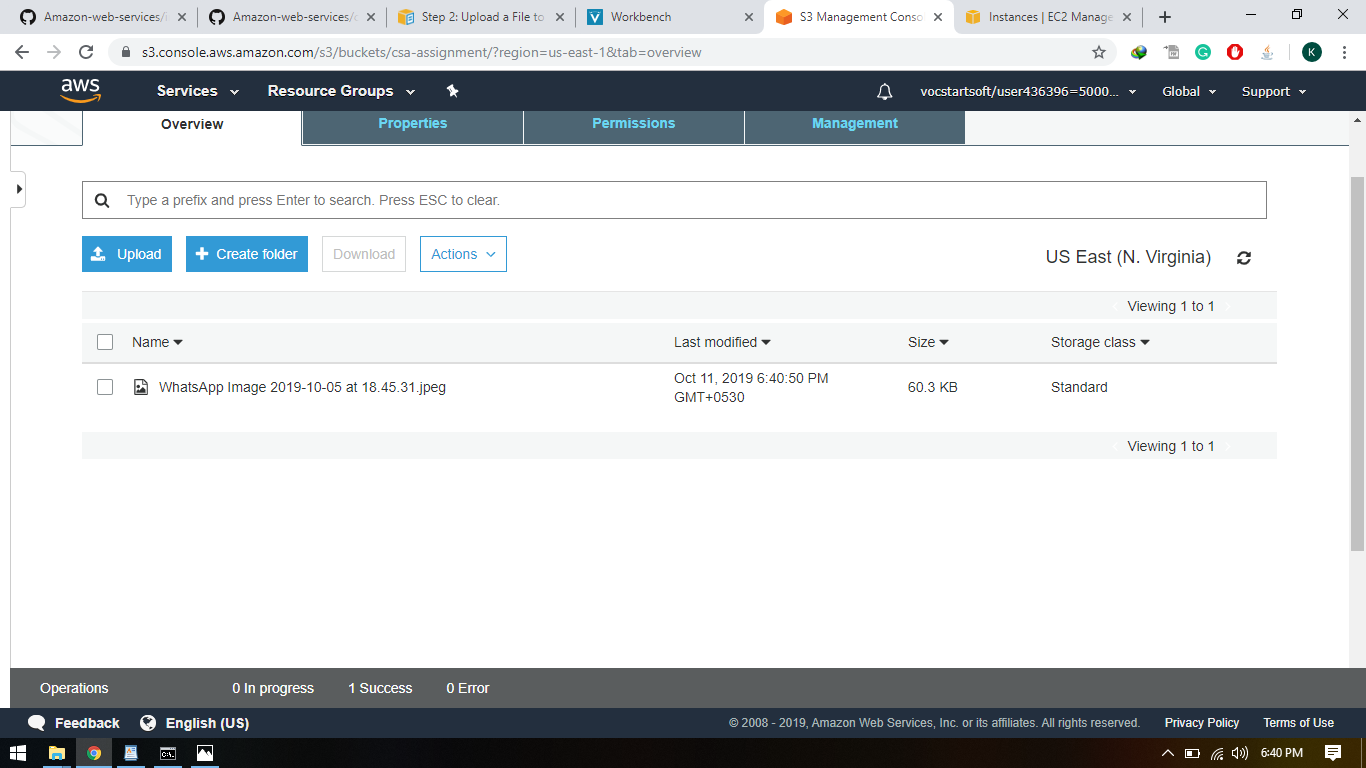 Amazon-web-services/
Amazon-web-services/
Step 2: Upload a File to
Workbench
S3 Management Conso
Instances | EC2 Manage
s3.console.aws.amazon.com/s3/buckets/csa-assignment/?region=us-east-1&tab=overview
K
aws
Services
Resource Groups
vocstartsoft/user436396=5000...
Global
Support
Overview
Properties
Permissions
Management
Type a prefix and press Enter to search. Press ESC to clear.
Upload
Create folder
Download
Actions
US East (N. Virginia)
Viewing 1 to 1
Name
Last modified
Size
Storage class
WhatsApp Image 2019-10-05 at 18.45.31.jpeg
Oct 11, 2019 6:40:50 PM
GMT+0530
60.3 KB
Standard
Viewing 1 to 1
Operations
0 In progress
1 Success
0 Error
Feedback
English (US)
© 2008 - 2019, Amazon Web Services, Inc. or its affiliates. All rights reserved.
Privacy Policy
Terms of Use
6:40 PM